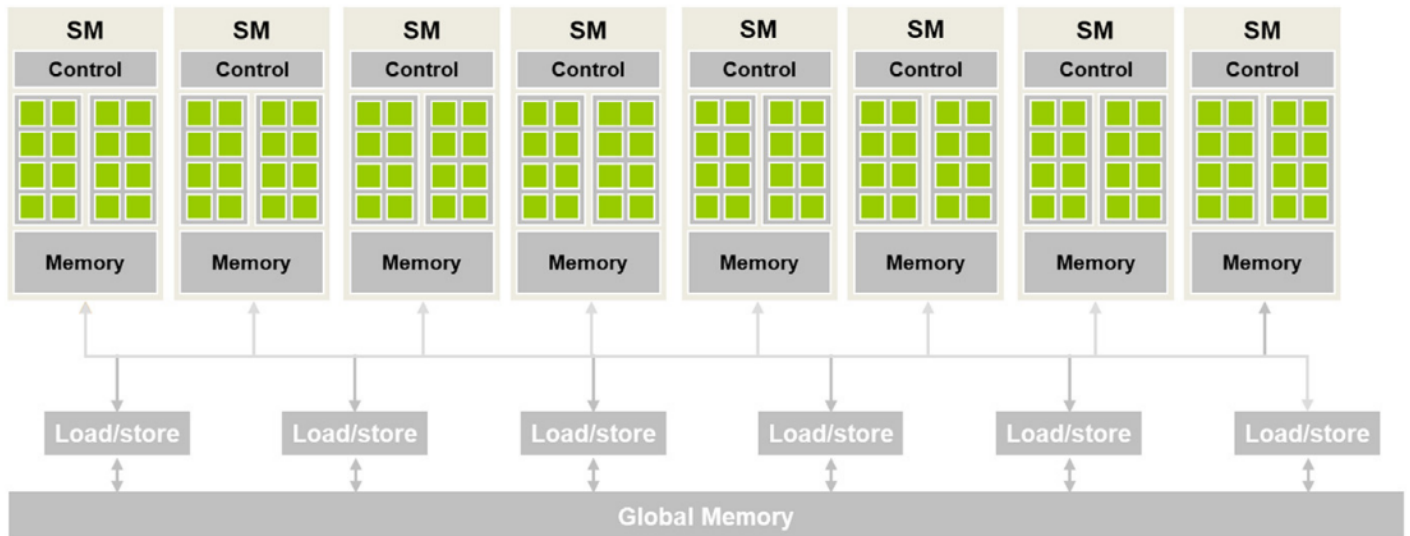 SM SM SM SM SM SM SM SM
Control Control Control Control Control Control Control Control
Memory Memory Memory Memory Memory Memory Memory Memory
Load/store Load/store Load/store Load/store Load/store Load/store
Global Memory